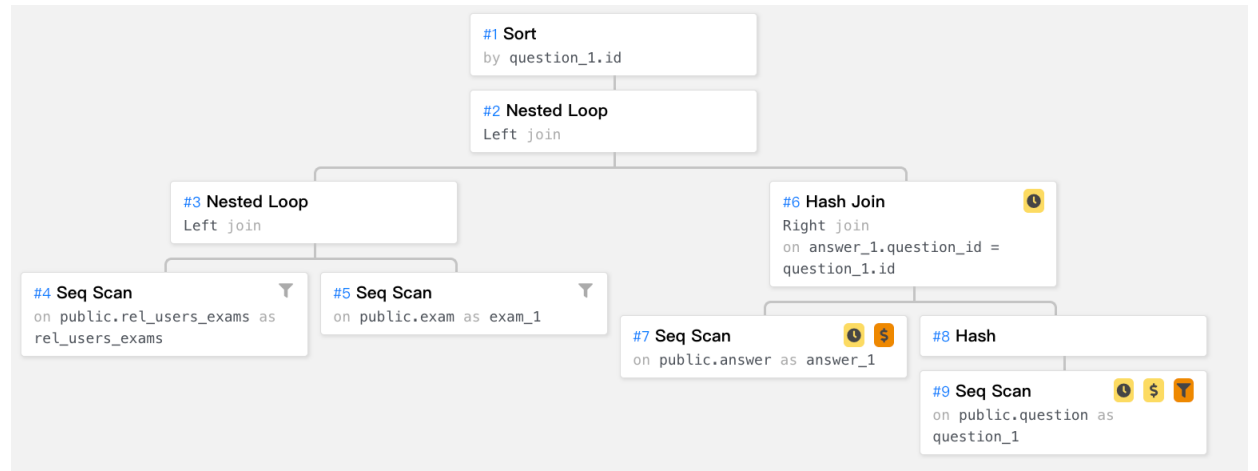 #1 Sort
by question_1.id
#2 Nested Loop
Left join
#3 Nested Loop
Left join
#6 Hash Join
Right join
on answer_1.question_id =
question_1.id
#4 Seq Scan
on public.rel_users_exams as
rel_users_exams
#5 Seq Scan
on public.exam as exam_1
#7 Seq Scan
$
on public.answer as answer_1
#8 Hash
#9 Seq Scan
$
on public.question as
question_1